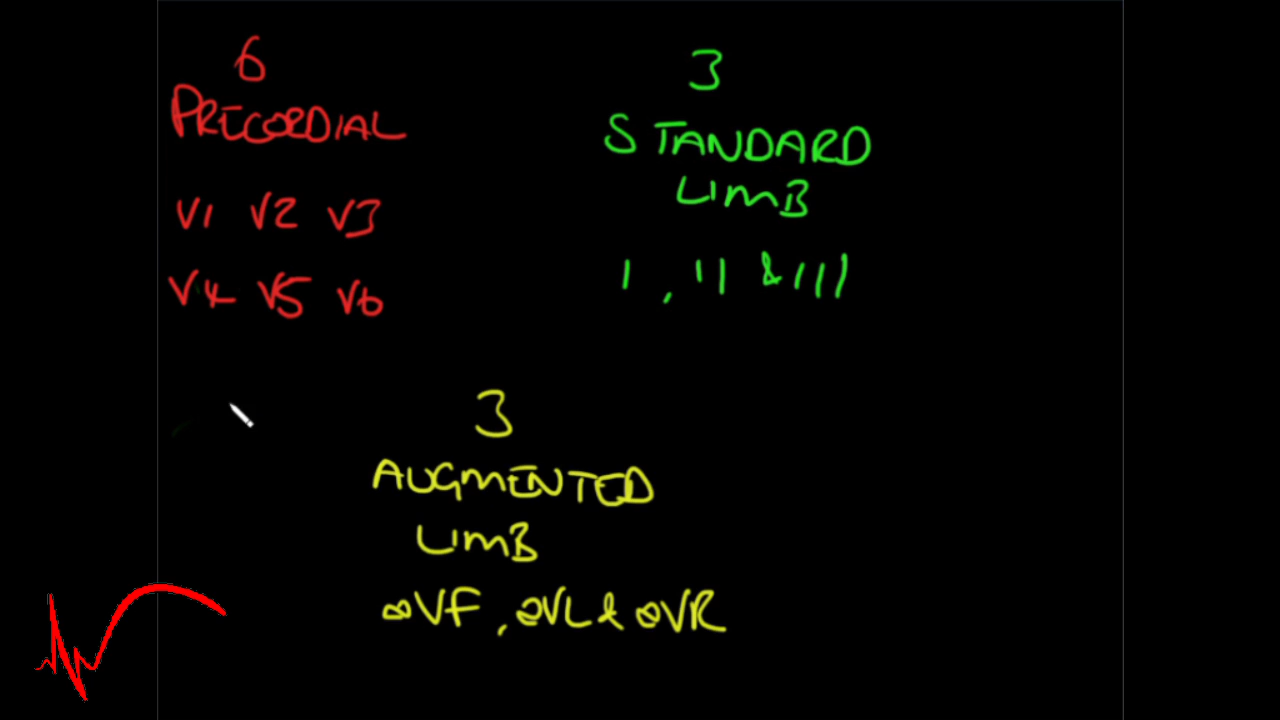 6
PRECORDIAL
V1 V2 V3
V4 V5 V6
3
STANDARD
LIMB
I, II & III
3
AUGMENTED
LIMB
aVF, aVL & aVR